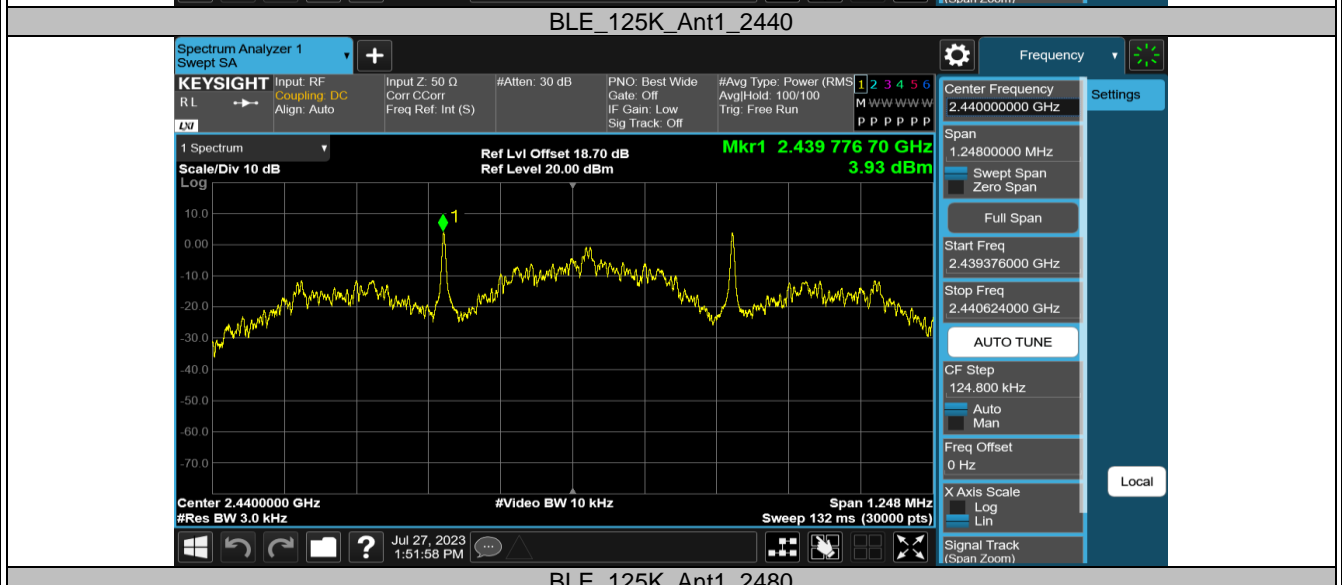 (Span Zoom)
BLE_125K_Ant1_2440
Spectrum Analyzer 1
Swept SA
+
Frequency
KEYSIGHT
R L
LXI
Input: RF
Coupling: DC
Align: Auto
Input Z: 50 Ω
Corr CCorr
Freq Ref: Int (S)
#Atten: 30 dB
PNO: Best Wide
Gate: Off
IF Gain: Low
Sig Track: Off
#Avg Type: Power (RMS
Avg|Hold: 100/100
Trig: Free Run
1 2 3 4 5 6
M W W W W W
P P P P P P
1 Spectrum
Scale/Div 10 dB
Log
Ref Lvl Offset 18.70 dB
Ref Level 20.00 dBm
Mkr1 2.439 776 70 GHz
3.93 dBm
1
10.0
0.00
-10.0
-20.0
-30.0
-40.0
-50.0
-60.0
-70.0
Center 2.4400000 GHz
#Res BW 3.0 kHz
#Video BW 10 kHz
Span 1.248 MHz
Sweep 132 ms (30000 pts)
Center Frequency
2.440000000 GHz
Span
1.24800000 MHz
Swept Span
Zero Span
Full Span
Start Freq
2.439376000 GHz
Stop Freq
2.440624000 GHz
AUTO TUNE
CF Step
124.800 kHz
Auto
Man
Freq Offset
0 Hz
X Axis Scale
Log
Lin
Signal Track
(Span Zoom)
Settings
Local
?
Jul 27, 2023
1:51:58 PM
BLE_125K_Ant1_2480